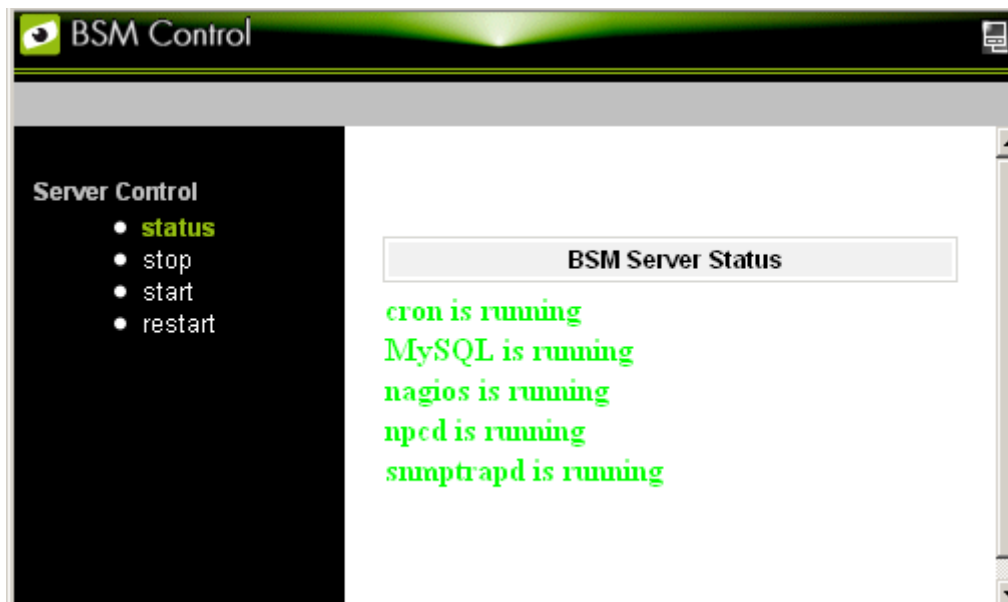 BSM Control
Server Control
status
stop
start
restart
BSM Server Status
cron is running
MySQL is running
nagios is running
npcd is running
snmptrapd is running